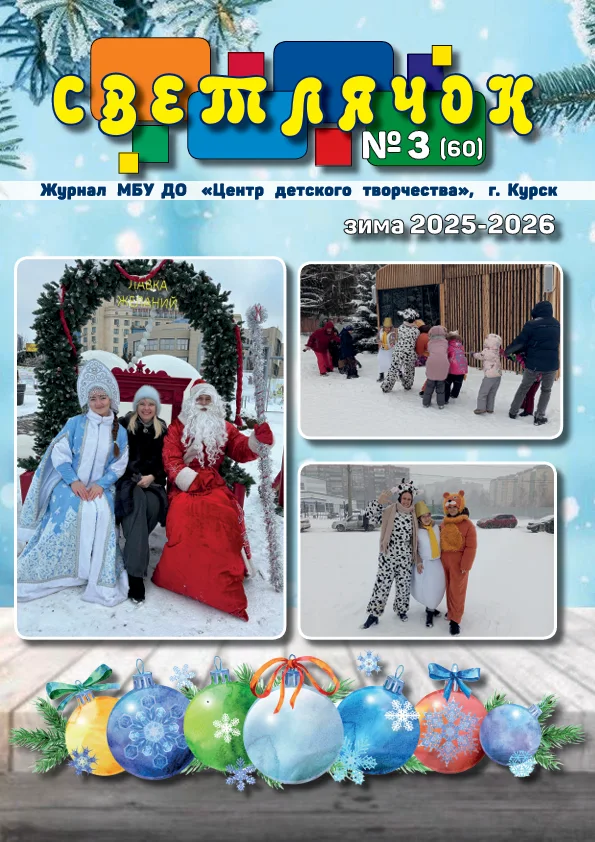 СВЕТЛЯЧОК
№ 3 (60)
Журнал МБУ ДО «Центр детского творчества», г. Курск
зима 2025-2026
ЛАВКА
ЖЕЛАНИЙ